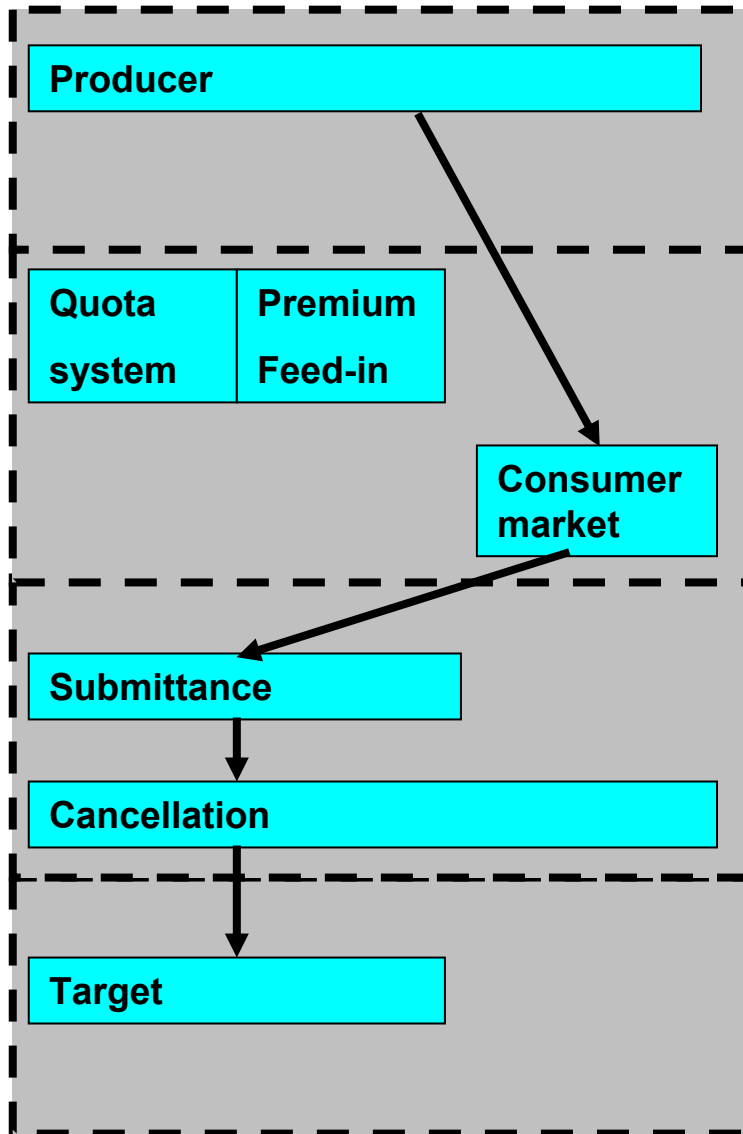 Producer
Quota
system
Premium
Feed-in
Consumer
market
Submittance
Cancellation
Target